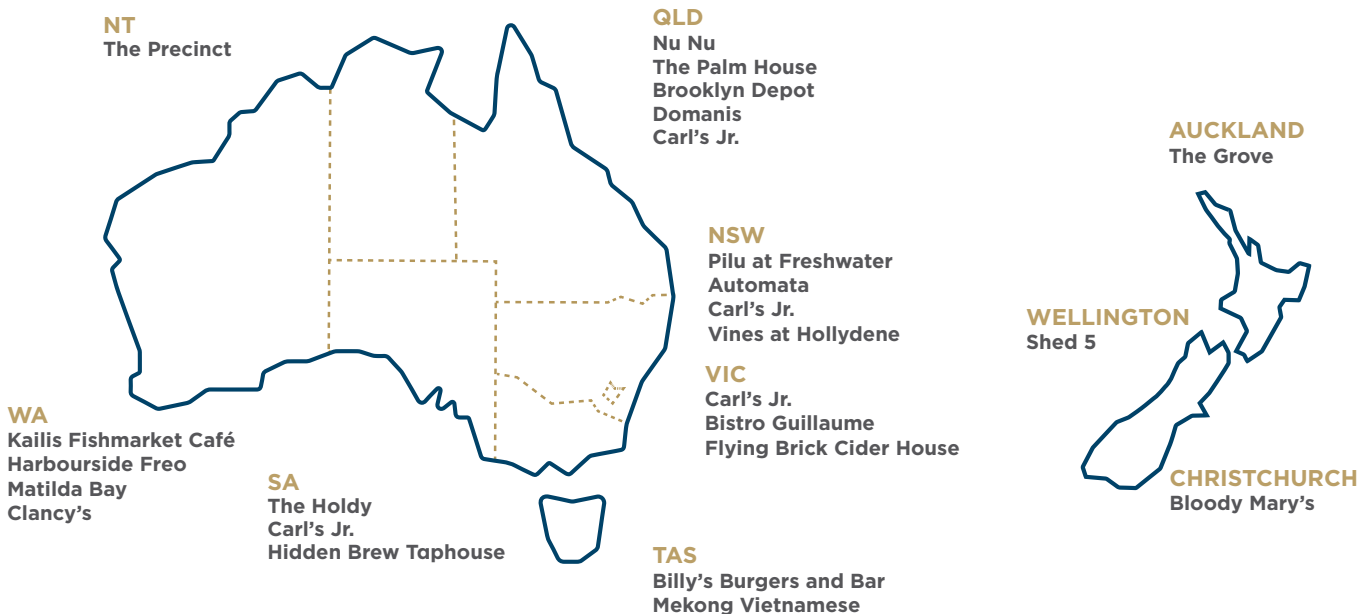 NT
The Precinct
QLD
Nu Nu
The Palm House
Brooklyn Depot
Domanis
Carl’s Jr.
AUCKLAND
The Grove
NSW
Pilu at Freshwater
Automata
Carl’s Jr.
Vines at Hollydene
WELLINGTON
Shed 5
VIC
Carl’s Jr.
Bistro Guillaume
Flying Brick Cider House
WA
Kailis Fishmarket Café
Harbourside Freo
Matilda Bay
Clancy’s
SA
The Holdy
Carl’s Jr.
Hidden Brew Taphouse
CHRISTCHURCH
Bloody Mary’s
TAS
Billy’s Burgers and Bar
Mekong Vietnamese